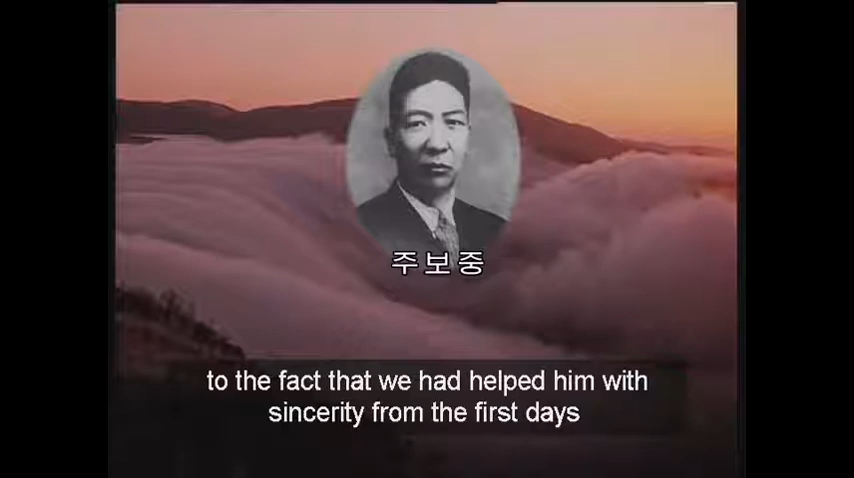 주보중
to the fact that we had helped him with
sincerity from the first days